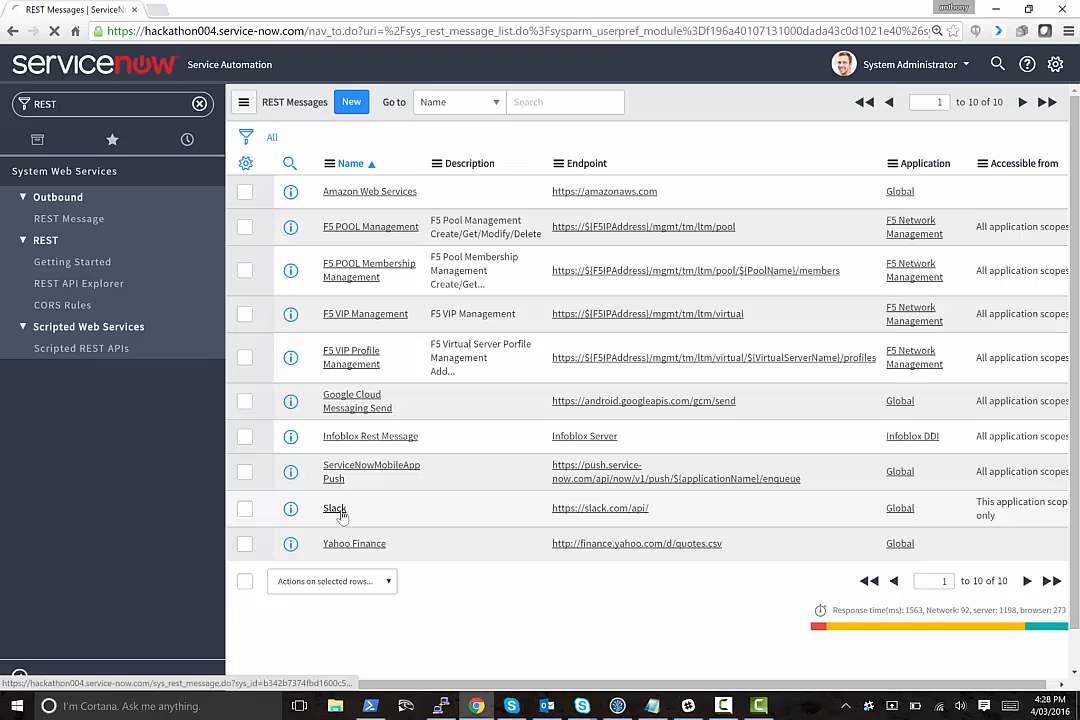 REST Messages | ServiceN
anthony
https://hackathon004.service-now.com/nav_to.do?uri=%2Fsys_rest_message_list.do%3Fsysparm_userpref_module%3Df196a40107131000dada43c0d1021e40%26sy
servicenow Service Automation
System Administrator
REST
REST Messages New Go to Name Search
1 to 10 of 10
All
System Web Services
Outbound
REST Message
REST
Getting Started
REST API Explorer
CORS Rules
Scripted Web Services
Scripted REST APIs
Name Description Endpoint Application Accessible from
Amazon Web Services https://amazonaws.com Global
F5 POOL Management F5 Pool Management Create/Get/Modify/Delete https://${F5IPAddress}/mgmt/tm/ltm/pool F5 Network Management All application scopes
F5 POOL Membership Management F5 Pool Membership Management Create/Get... https://${F5IPAddress}/mgmt/tm/ltm/pool/${PoolName}/members F5 Network Management All application scopes
F5 VIP Management F5 VIP Management https://${F5IPAddress}/mgmt/tm/ltm/virtual F5 Network Management All application scopes
F5 VIP Profile Management F5 Virtual Server Porfile Management Add... https://${F5IPAddress}/mgmt/tm/ltm/virtual/${VirtualServerName}/profiles F5 Network Management All application scopes
Google Cloud Messaging Send https://android.googleapis.com/gcm/send Global All application scopes
Infoblox Rest Message Infoblox Server Infoblox DDI All application scopes
ServiceNowMobileApp Push https://push.service-now.com/api/now/v1/push/${applicationName}/enqueue Global All application scopes
Slack https://slack.com/api/ Global This application scop only
Yahoo Finance http://finance.yahoo.com/d/quotes.csv Global
Actions on selected rows...
1 to 10 of 10
Response time(ms): 1563, Network: 92, server: 1198, browser: 273
https://hackathon004.service-now.com/sys_rest_message.do?sys_id=b342b7374fbd1600c5...
I'm Cortana. Ask me anything.
4:28 PM
4/03/2016